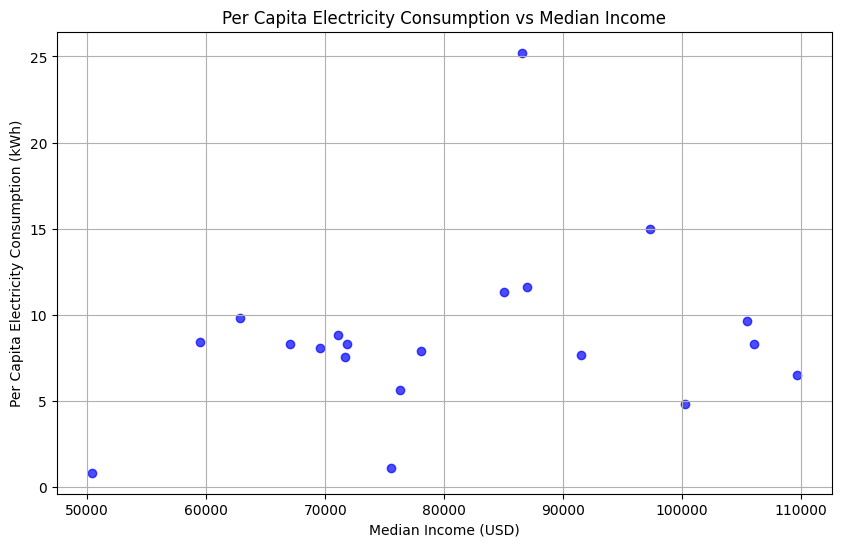 Per Capita Electricity Consumption vs Median Income
25
20
15
10
5
0
Per Capita Electricity Consumption (kWh)
50000 60000 70000 80000 90000 100000 110000
Median Income (USD)